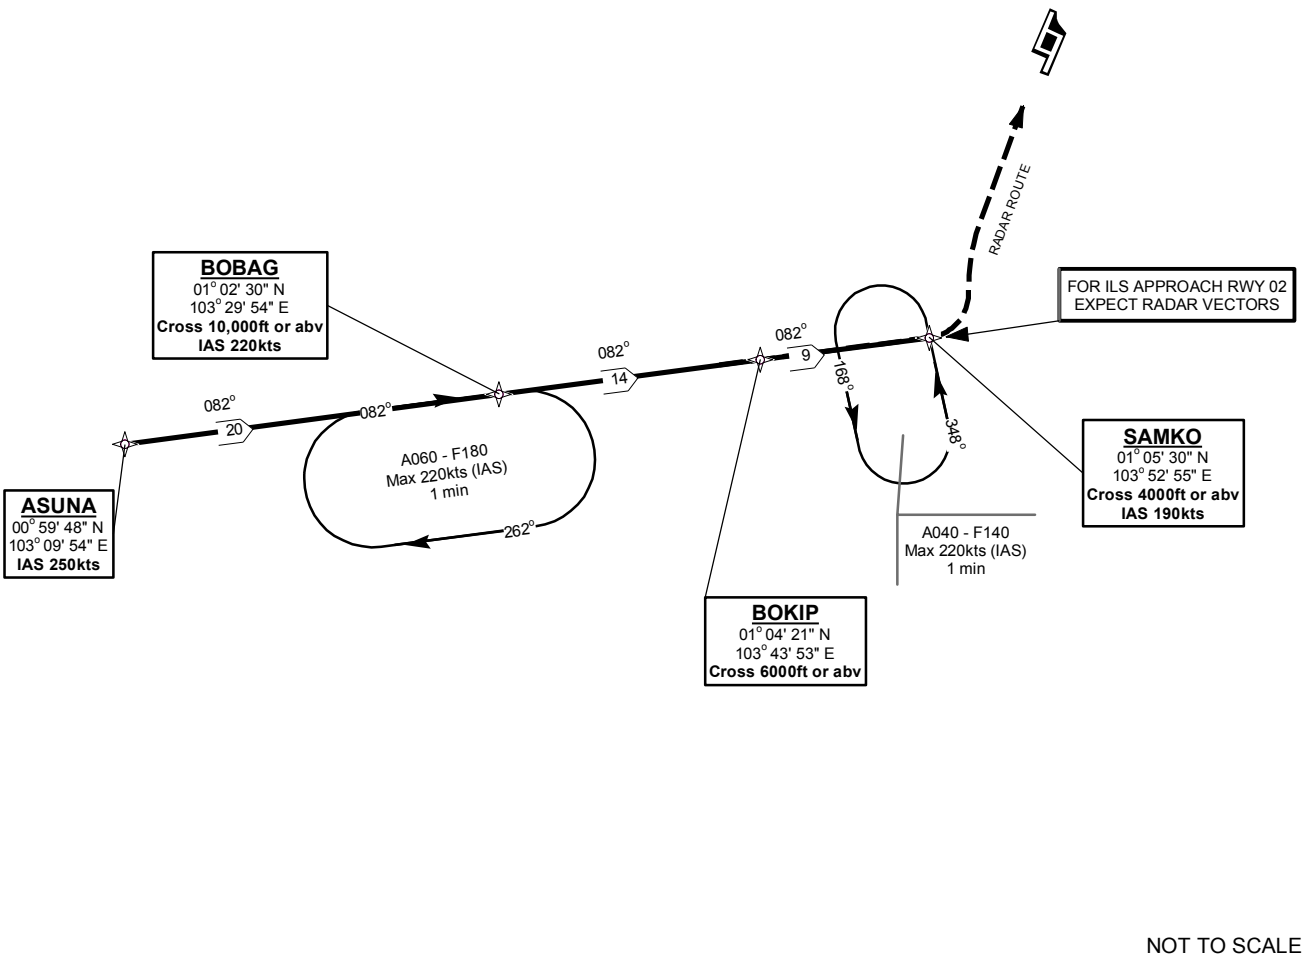 RADAR ROUTE
FOR ILS APPROACH RWY 02
EXPECT RADAR VECTORS
BOBAG
01° 02' 30" N
103° 29' 54" E
Cross 10,000ft or abv
IAS 220kts
082°
9
082°
14
082°
20
082°
168°
348°
A060 - F180
Max 220kts (IAS)
1 min
262°
SAMKO
01° 05' 30" N
103° 52' 55" E
Cross 4000ft or abv
IAS 190kts
ASUNA
00° 59' 48" N
103° 09' 54" E
IAS 250kts
A040 - F140
Max 220kts (IAS)
1 min
BOKIP
01° 04' 21" N
103° 43' 53" E
Cross 6000ft or abv
NOT TO SCALE